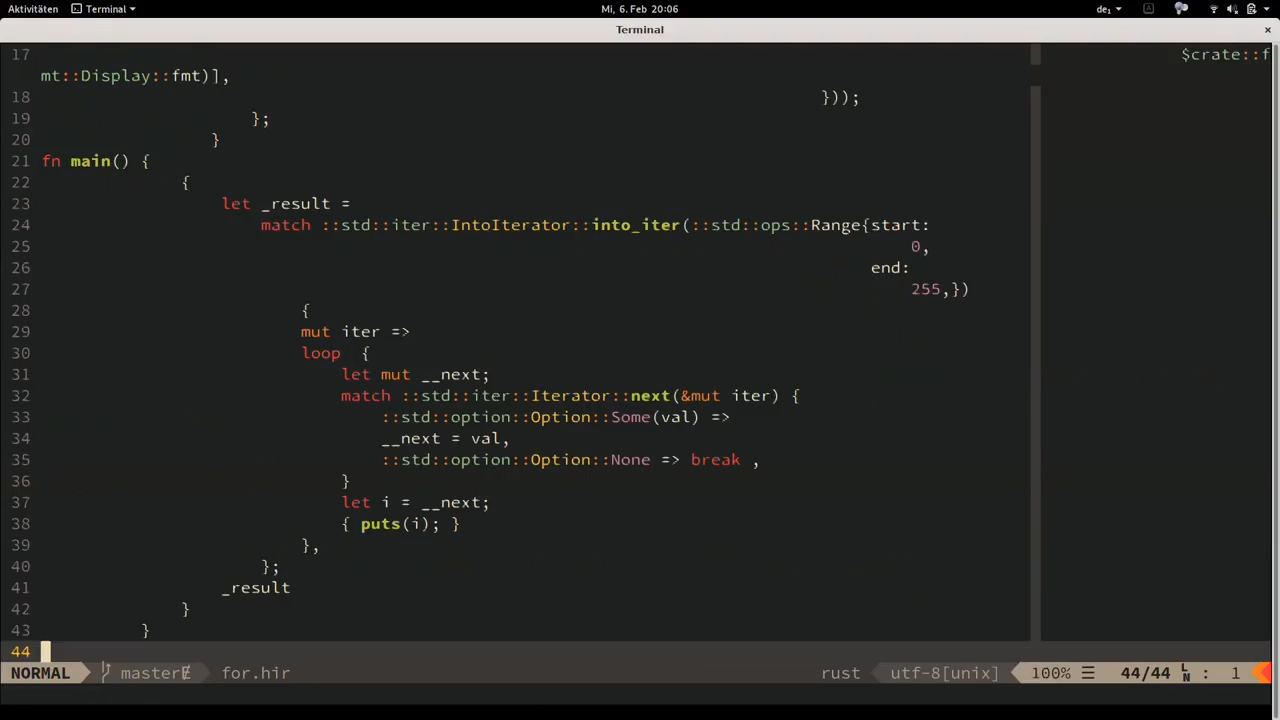 Aktivitäten Terminal Mi, 6. Feb 20:06 de₁
Terminal
17 $crate::f
mt::Display::fmt)],
18 }));
19 };
20 }
21 fn main() {
22 {
23 let _result =
24 match ::std::iter::IntoIterator::into_iter(::std::ops::Range{start:
25 0,
26 end:
27 255,})
28 {
29 mut iter =>
30 loop {
31 let mut __next;
32 match ::std::iter::Iterator::next(&mut iter) {
33 ::std::option::Option::Some(val) =>
34 __next = val,
35 ::std::option::Option::None => break ,
36 }
37 let i = __next;
38 { puts(i); }
39 },
40 };
41 _result
42 }
43 }
44
NORMAL master for.hir rust utf-8[unix] 100% ☰ 44/44 LN : 1